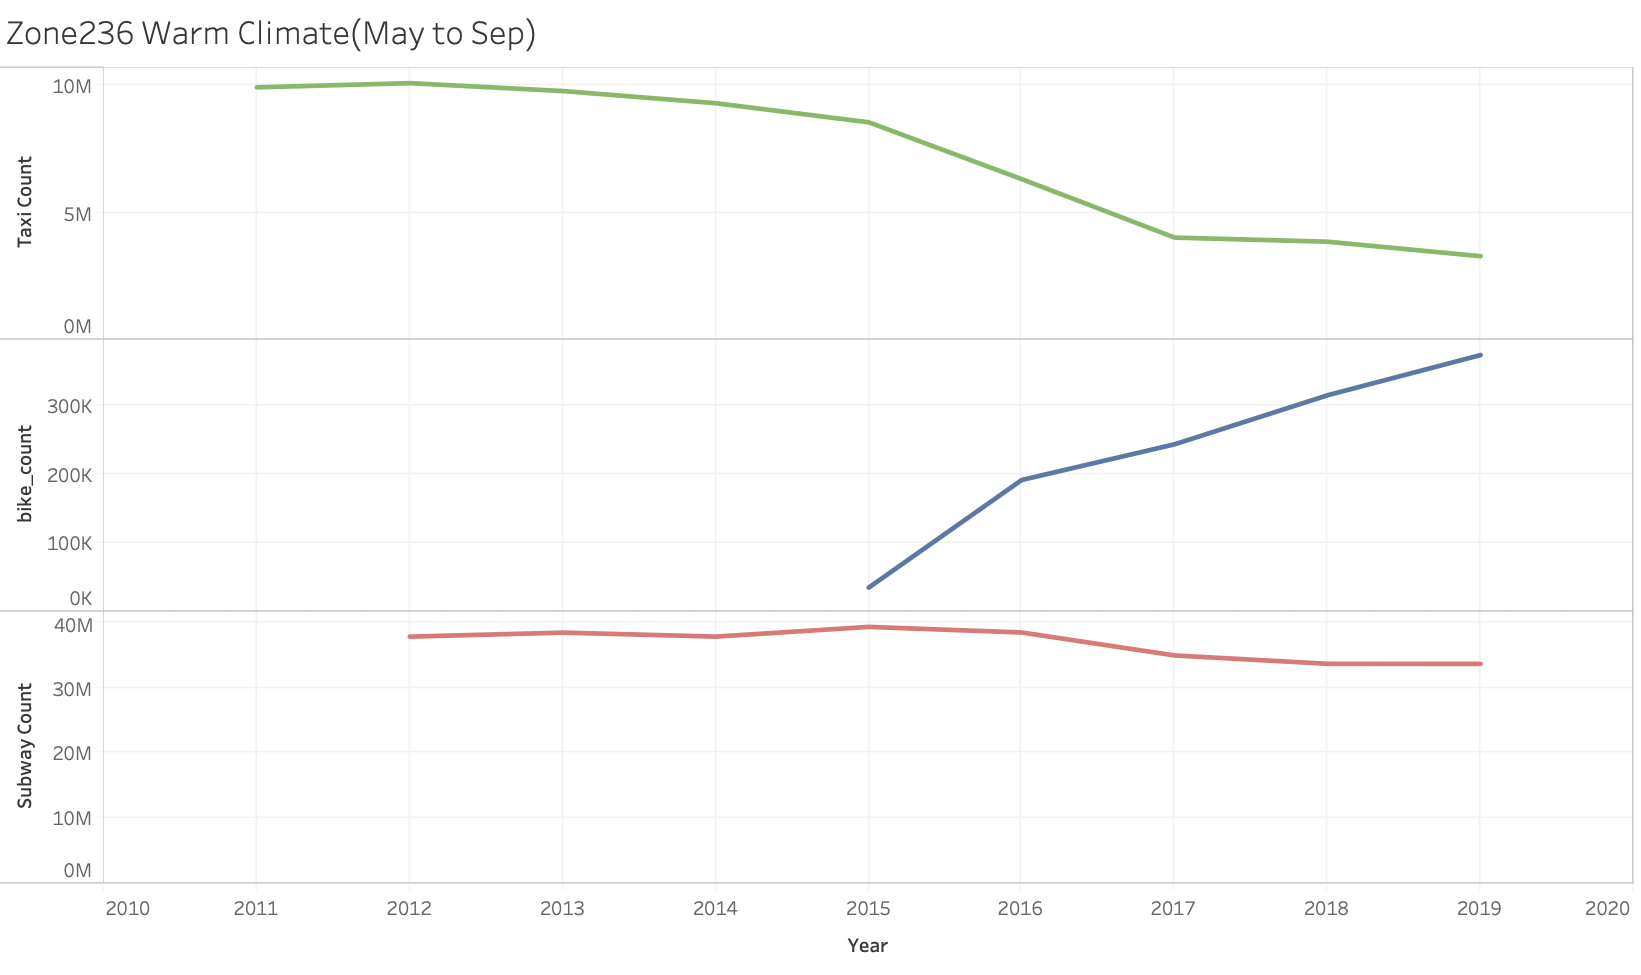 Zone236 Warm Climate(May to Sep)
Taxi Count
10M
5M
0M
bike_count
300K
200K
100K
0K
Subway Count
40M
30M
20M
10M
0M
2010 2011 2012 2013 2014 2015 2016 2017 2018 2019 2020
Year